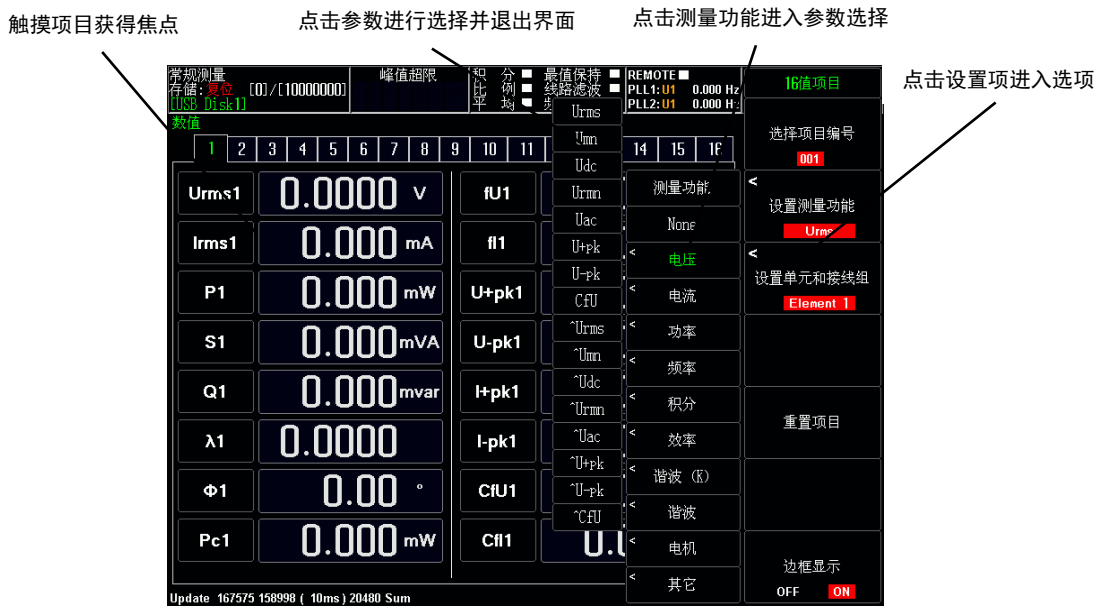 触摸项目获得焦点
点击参数进行选择并退出界面
点击测量功能进入参数选择
点击设置项进入选项
常规测量
存储:复位 [0]/[10000000]
[USB Disk1]
峰值超限
积 分
比 例
平 均
最值保持
线路滤波
REMOTE
PLL1:U1 0.000 Hz
PLL2:U1 0.000 Hz
数值
1 2 3 4 5 6 7 8 9 10 11 14 15 16
Urms1 0.0000 V
Irms1 0.000 mA
P1 0.000 mW
S1 0.000 mVA
Q1 0.000 mvar
λ1 0.0000
Φ1 0.00 °
Pc1 0.000 mW
fU1
fI1
U+pk1
U-pk1
I+pk1
I-pk1
CfU1
CfI1
Urms
Umn
Udc
Urmn
Uac
U+pk
U-pk
CfU
^Urms
^Umn
^Udc
^Urmn
^Uac
^U+pk
^U-pk
^CfU
测量功能
None
< 电压
< 电流
< 功率
< 频率
< 积分
< 效率
< 谐波 (K)
< 谐波
< 电机
< 其它
16值项目
选择项目编号
001
<
设置测量功能
Urms
<
设置单元和接线组
Element 1
重置项目
边框显示
OFF ON
Update 167575 158998 ( 10ms ) 20480 Sum